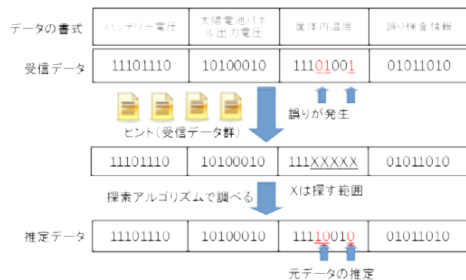 データの書式 バッテリー電圧 太陽電池パネル出力電圧 筐体内温度 誤り検査情報
受信データ 11101110 10100010 11101001 01011010
誤りが発生
ヒント(受信データ群)
11101110 10100010 111XXXXX 01011010
探索アルゴリズムで調べる Xは探す範囲
推定データ 11101110 10100010 11110010 01011010
元データの推定